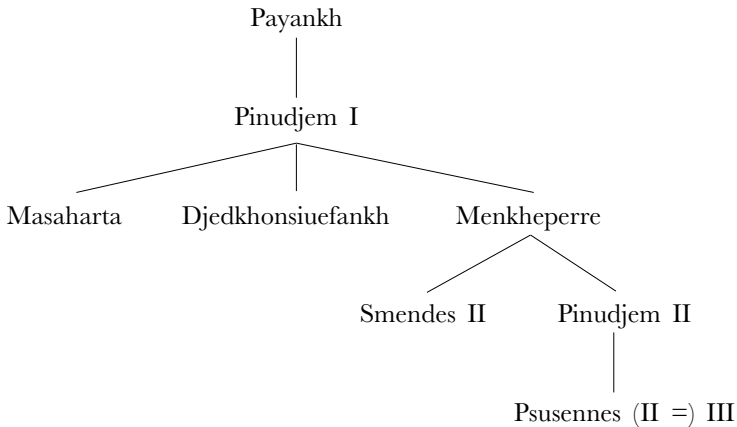 Payankh
Pinudjem I
Masaharta Djedkhonsiuefankh Menkheperre
Smendes II Pinudjem II
Psusennes (II =) III